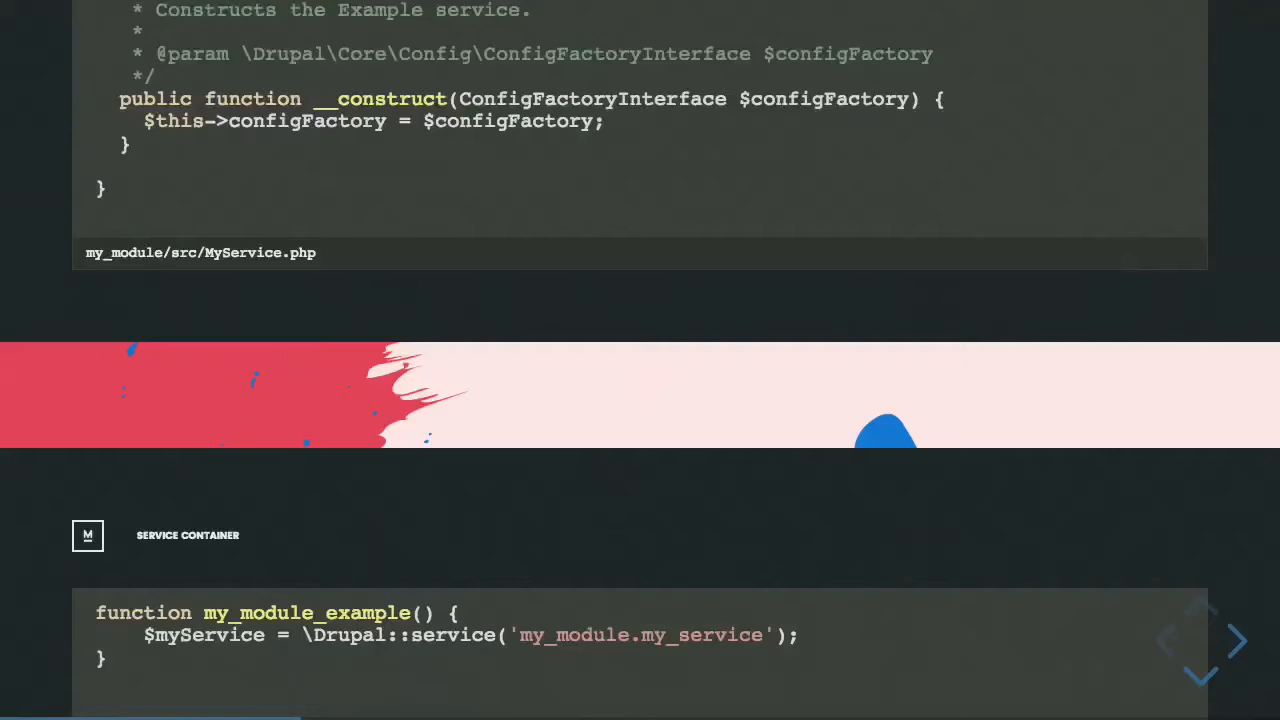 * Constructs the Example service.
*
* @param \Drupal\Core\Config\ConfigFactoryInterface $configFactory
*/
public function __construct(ConfigFactoryInterface $configFactory) {
$this->configFactory = $configFactory;
}
}
my_module/src/MyService.php
M
SERVICE CONTAINER
function my_module_example() {
$myService = \Drupal::service('my_module.my_service');
}